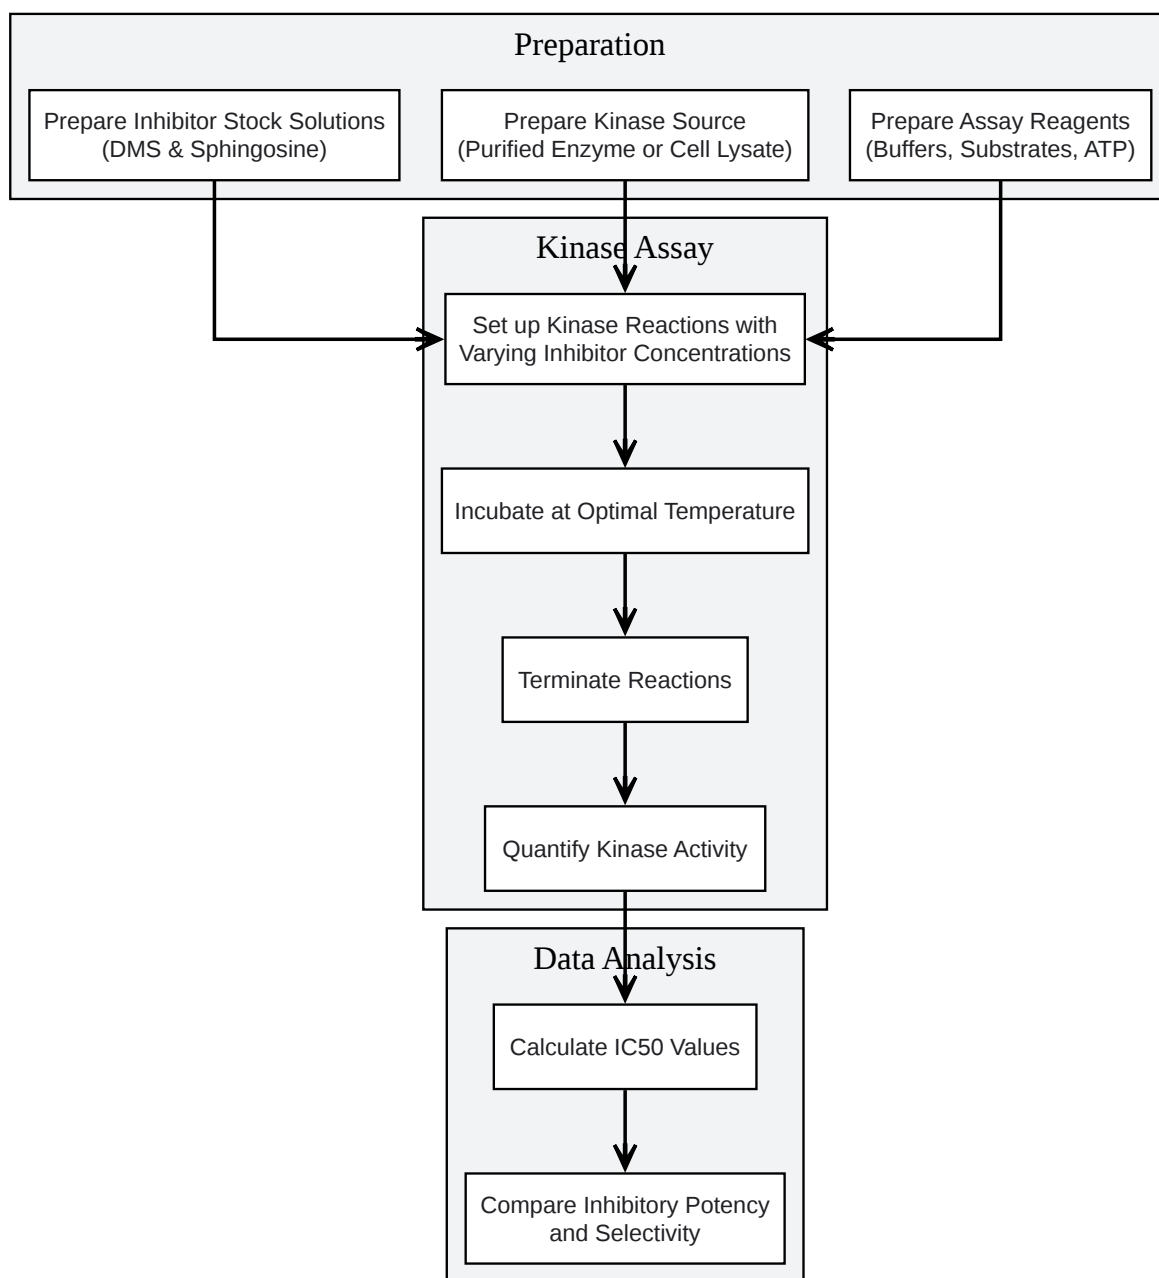 Preparation
Prepare Inhibitor Stock Solutions
(DMS & Sphingosine)
Prepare Kinase Source
(Purified Enzyme or Cell Lysate)
Prepare Assay Reagents
(Buffers, Substrates, ATP)
Kinase Assay
Set up Kinase Reactions with
Varying Inhibitor Concentrations
Incubate at Optimal Temperature
Terminate Reactions
Quantify Kinase Activity
Data Analysis
Calculate IC50 Values
Compare Inhibitory Potency
and Selectivity